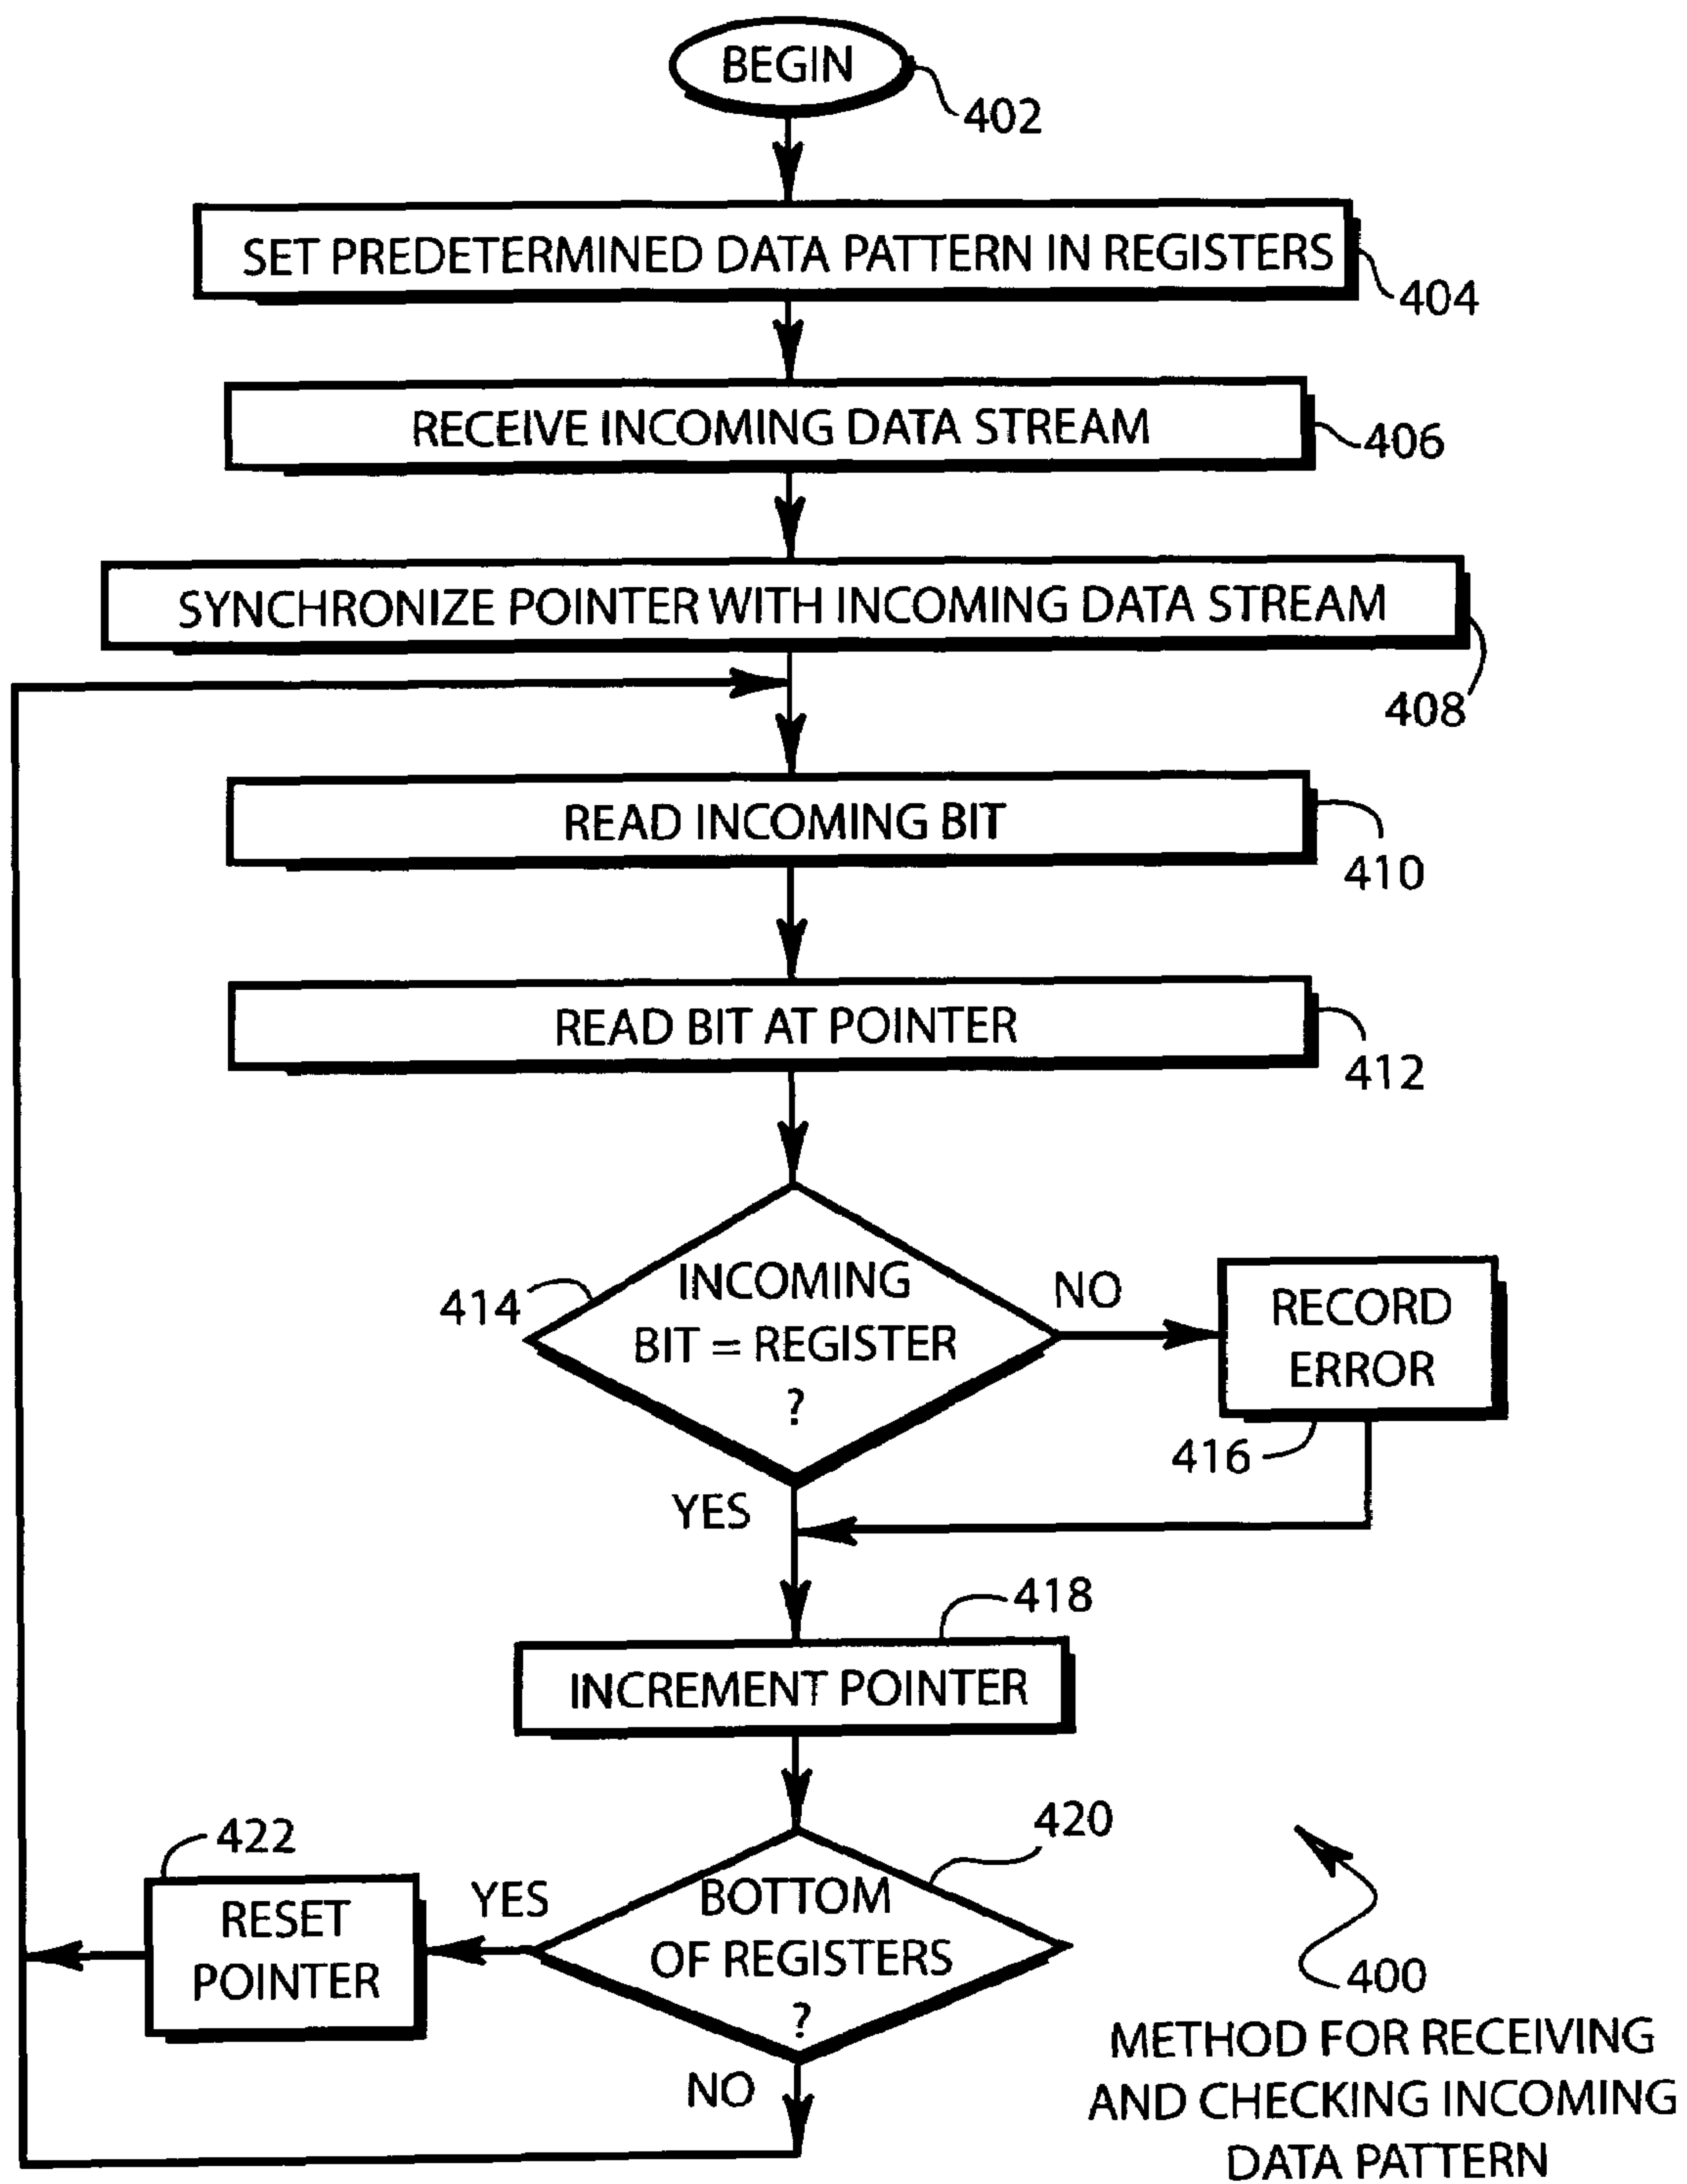 BEGIN
402
SET PREDETERMINED DATA PATTERN IN REGISTERS
404
RECEIVE INCOMING DATA STREAM
406
SYNCHRONIZE POINTER WITH INCOMING DATA STREAM
408
READ INCOMING BIT
410
READ BIT AT POINTER
412
414
INCOMING
BIT = REGISTER
?
NO
RECORD
ERROR
416
YES
418
INCREMENT POINTER
420
BOTTOM
OF REGISTERS
?
YES
422
RESET
POINTER
NO
400
METHOD FOR RECEIVING
AND CHECKING INCOMING
DATA PATTERN